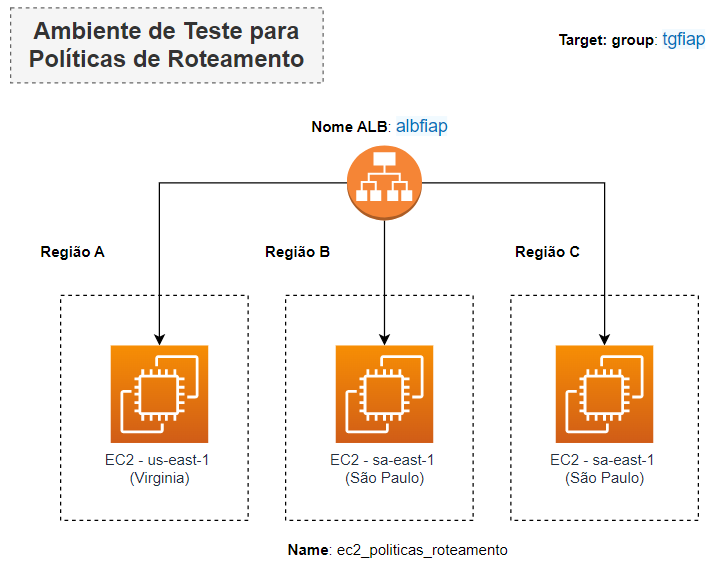 Ambiente de Teste para
Políticas de Roteamento
Target: group: tgfiap
Nome ALB: albfiap
Região A
Região B
Região C
EC2 - us-east-1
(Virginia)
EC2 - sa-east-1
(São Paulo)
EC2 - sa-east-1
(São Paulo)
Name: ec2_politicas_roteamento